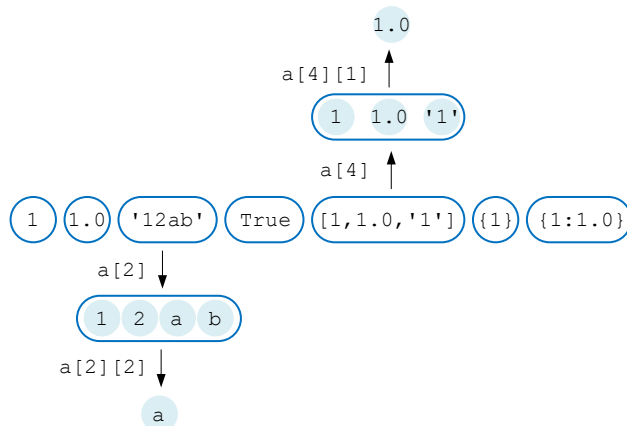 1.0
a[4][1]
1 1.0 '1'
a[4]
1 1.0 '12ab' True [1,1.0,'1'] {1} {1:1.0}
a[2]
1 2 a b
a[2][2]
a